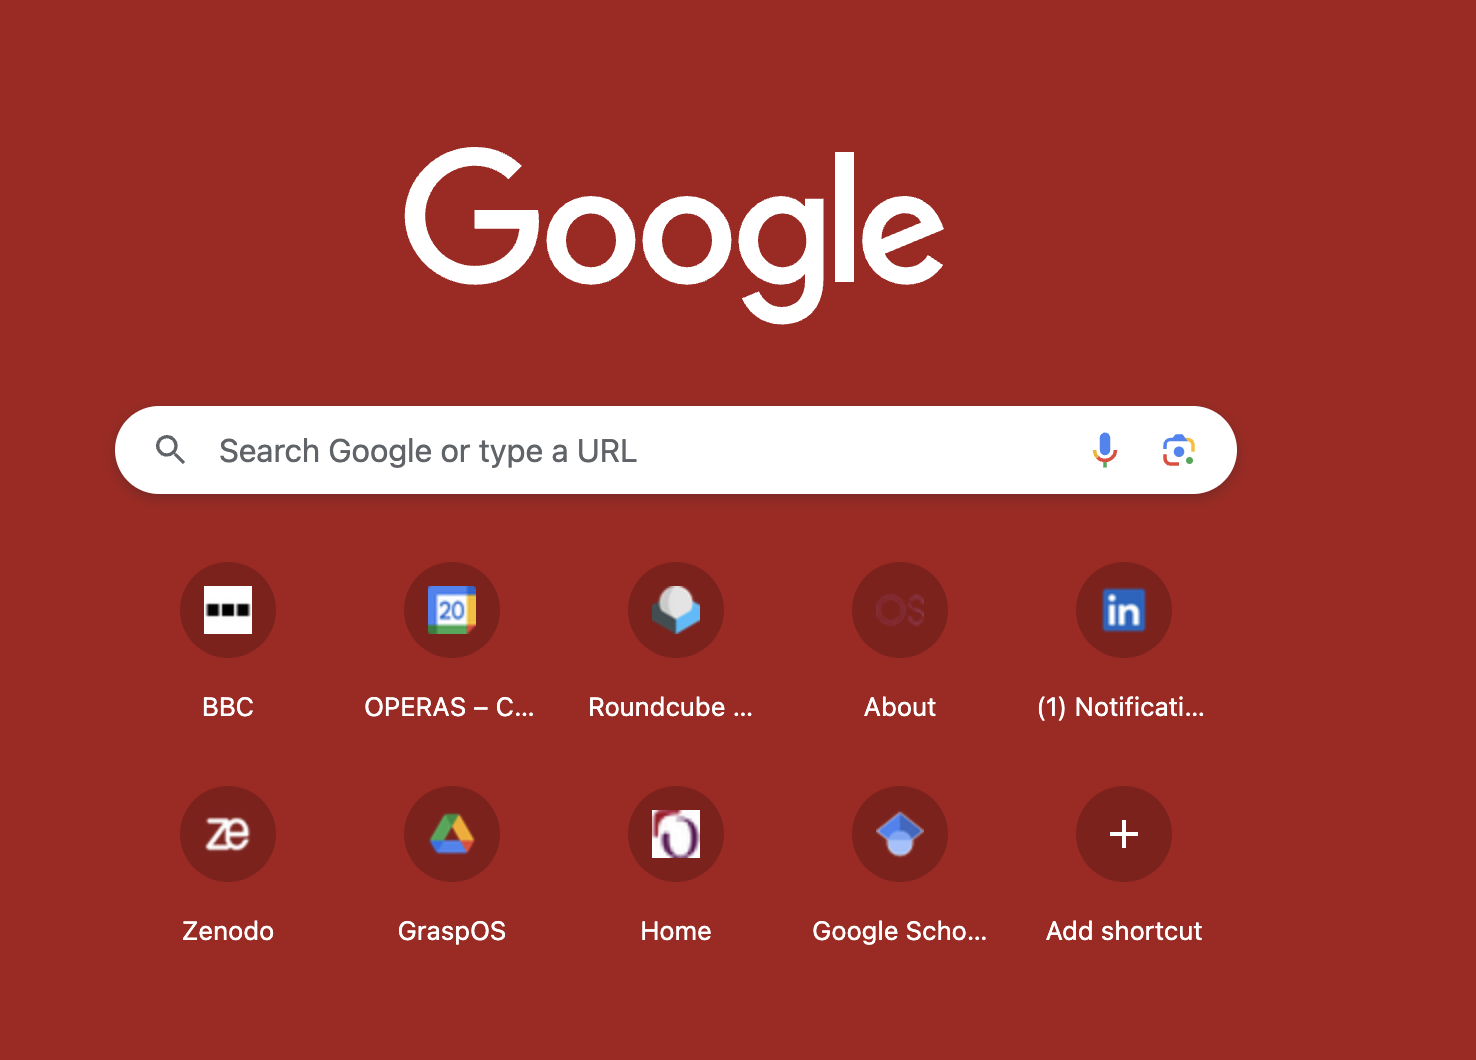 Google
Search Google or type a URL
20
OS
in
BBC
OPERAS – C...
Roundcube ...
About
(1) Notificati...
ze
Zenodo
GraspOS
Home
Google Scho...
Add shortcut